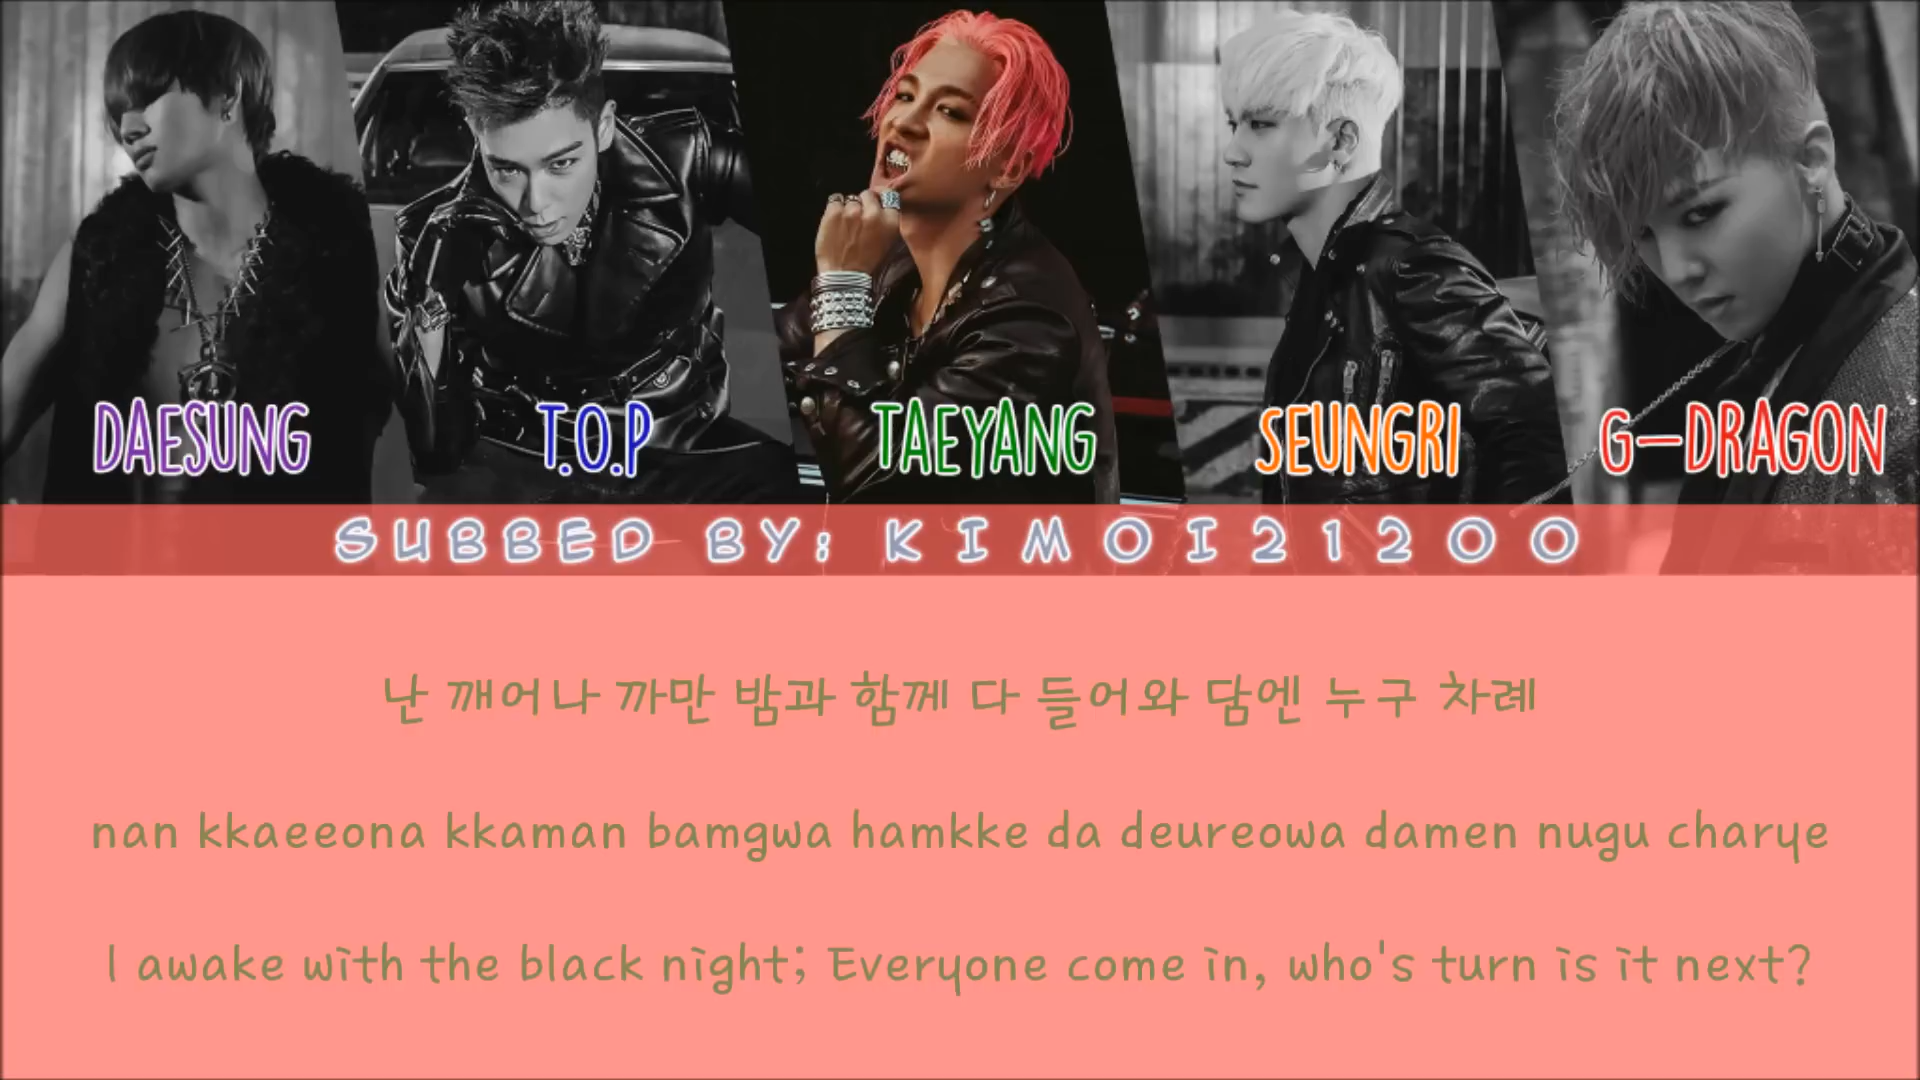 DAESUNG
T.O.P
TAEYANG
SEUNGRI
G-DRAGON
SUBBED BY: KIMOI21200
난 깨어나 까만 밤과 함께 다 들어와 담엔 누구 차례
nan kkaeeona kkaman bamgwa hamkke da deureowa damen nugu charye
I awake with the black night; Everyone come in, who's turn is it next?